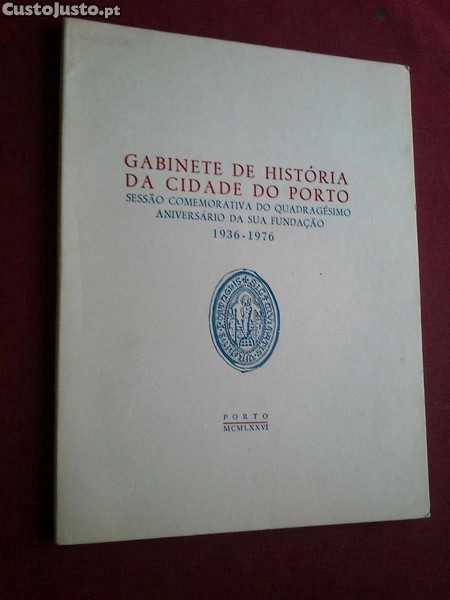 CustoJusto.pt
GABINETE DE HISTÓRIA
DA CIDADE DO PORTO
SESSÃO COMEMORATIVA DO QUADRAGÉSIMO
ANIVERSÁRIO DA SUA FUNDAÇÃO
1936-1976
PORTO
MCMLXXVI